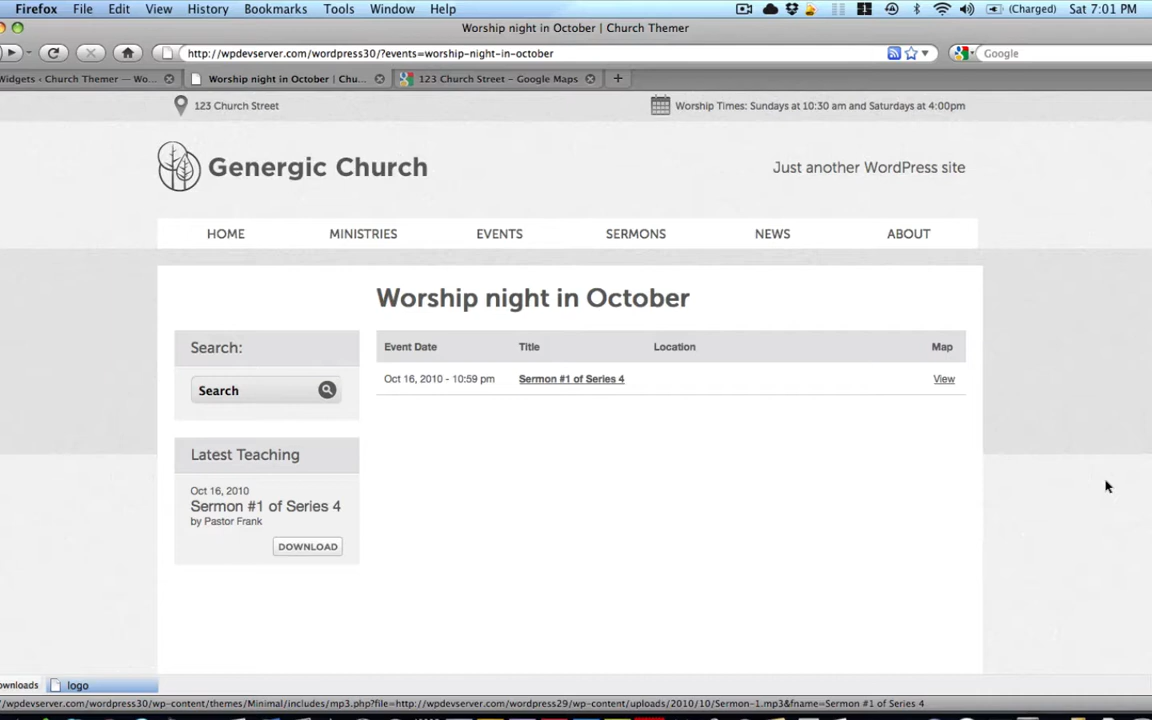 Firefox File Edit View History Bookmarks Tools Window Help (Charged) Sat 7:01 PM
Worship night in October | Church Themer
http://wpdevserver.com/wordpress30/?events=worship-night-in-october Google
Widgets ‹ Church Themer — Wo... Worship night in October | Chu... 123 Church Street – Google Maps +
123 Church Street Worship Times: Sundays at 10:30 am and Saturdays at 4:00pm
Genergic Church Just another WordPress site
HOME MINISTRIES EVENTS SERMONS NEWS ABOUT
Worship night in October
Search:
Search
Event Date Title Location Map
Oct 16, 2010 - 10:59 pm Sermon #1 of Series 4 View
Latest Teaching
Oct 16, 2010
Sermon #1 of Series 4
by Pastor Frank
DOWNLOAD
ownloads logo
//wpdevserver.com/wordpress30/wp-content/themes/Minimal/includes/mp3.php?file=http://wpdevserver.com/wordpress29/wp-content/uploads/2010/10/Sermon-1.mp3&fname=Sermon #1 of Series 4